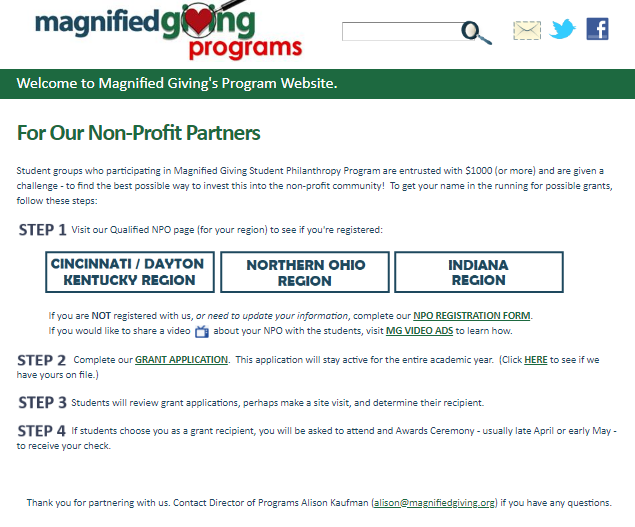 magnifiedgiving
programs
Welcome to Magnified Giving's Program Website.
For Our Non-Profit Partners
Student groups who participating in Magnified Giving Student Philanthropy Program are entrusted with $1000 (or more) and are given a
challenge - to find the best possible way to invest this into the non-profit community! To get your name in the running for possible grants,
follow these steps:
STEP 1 Visit our Qualified NPO page (for your region) to see if you're registered:
CINCINNATI / DAYTON
KENTUCKY REGION
NORTHERN OHIO
REGION
INDIANA
REGION
If you are NOT registered with us, or need to update your information, complete our NPO REGISTRATION FORM.
If you would like to share a video about your NPO with the students, visit MG VIDEO ADS to learn how.
STEP 2 Complete our GRANT APPLICATION. This application will stay active for the entire academic year. (Click HERE to see if we
have yours on file.)
STEP 3 Students will review grant applications, perhaps make a site visit, and determine their recipient.
STEP 4 If students choose you as a grant recipient, you will be asked to attend and Awards Ceremony - usually late April or early May -
to receive your check.
Thank you for partnering with us. Contact Director of Programs Alison Kaufman (alison@magnifiedgiving.org) if you have any questions.